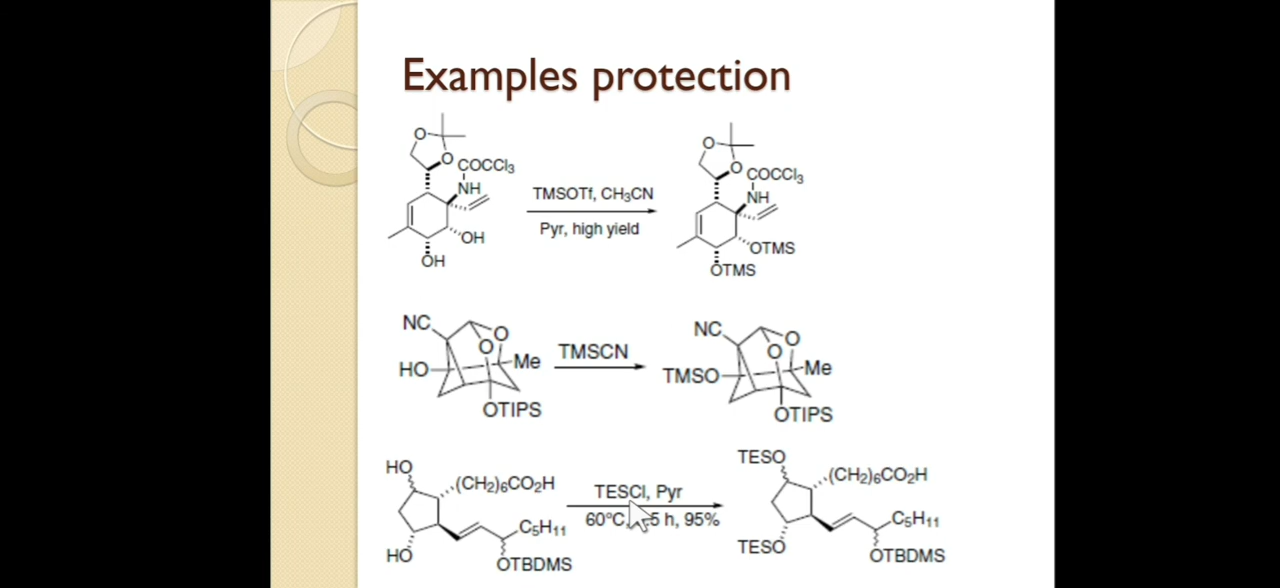 Examples protection
O
O
COCCl3
NH
OH
OH
TMSOTf, CH3CN
Pyr, high yield
O
O
COCCl3
NH
OTMS
OTMS
NC
O
O
HO
Me
OTIPS
TMSCN
NC
O
O
TMSO
Me
OTIPS
HO
(CH2)6CO2H
C5H11
HO
OTBDMS
TESCl, Pyr
60°C, 5 h, 95%
TESO
(CH2)6CO2H
C5H11
TESO
OTBDMS